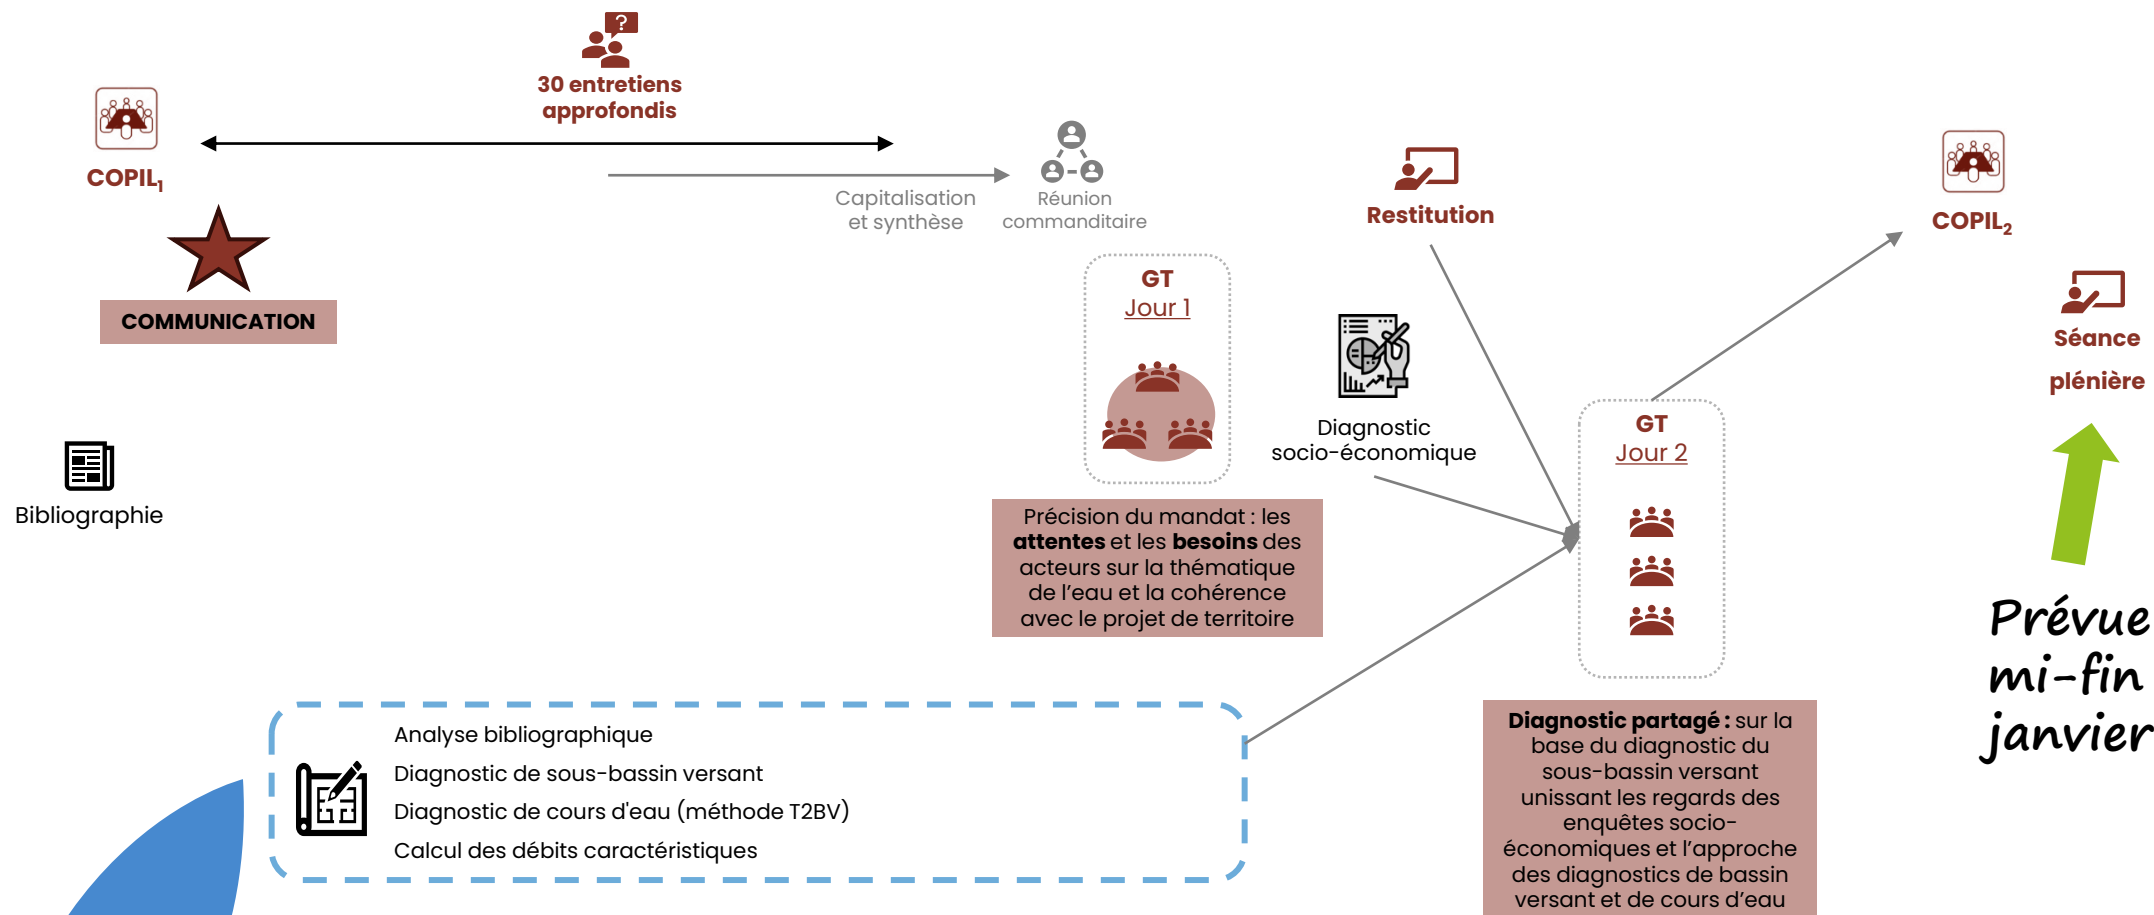 ?
30 entretiens
approfondis
COPIL1
COMMUNICATION
Bibliographie
Capitalisation
et synthèse
Réunion
commanditaire
GT
Jour 1
Précision du mandat : les
attentes et les besoins des
acteurs sur la thématique
de l’eau et la cohérence
avec le projet de territoire
Restitution
Diagnostic
socio-économique
GT
Jour 2
Diagnostic partagé : sur la
base du diagnostic du
sous-bassin versant
unissant les regards des
enquêtes socio-
économiques et l’approche
des diagnostics de bassin
versant et de cours d’eau
COPIL2
Séance
plénière
Prévue
mi-fin
janvier
Analyse bibliographique
Diagnostic de sous-bassin versant
Diagnostic de cours d'eau (méthode T2BV)
Calcul des débits caractéristiques